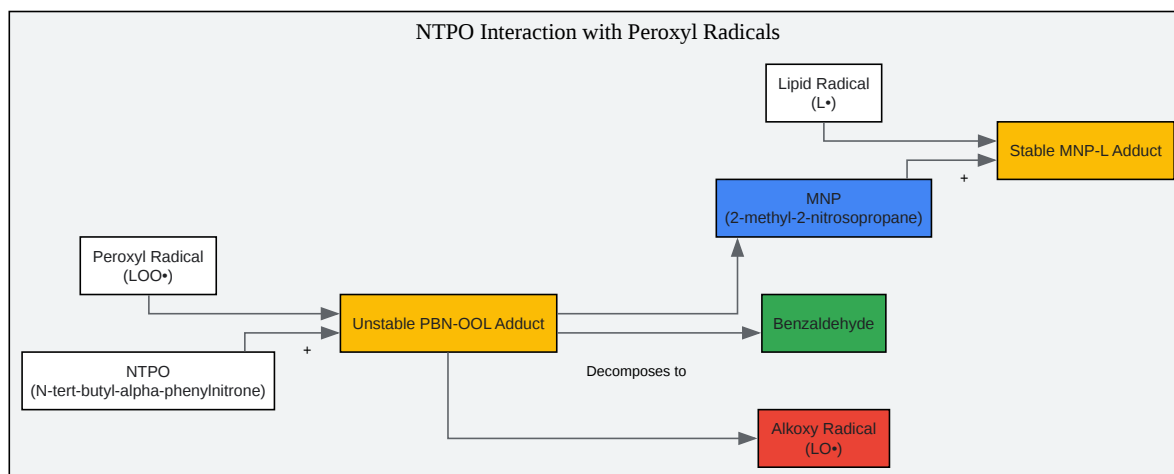 NTPO Interaction with Peroxyl Radicals
Lipid Radical
(L•)
Stable MNP-L Adduct
+
MNP
(2-methyl-2-nitrosopropane)
Peroxyl Radical
(LOO•)
Unstable PBN-OOL Adduct
Benzaldehyde
+
NTPO
(N-tert-butyl-alpha-phenylnitrone)
Decomposes to
Alkoxy Radical
(LO•)